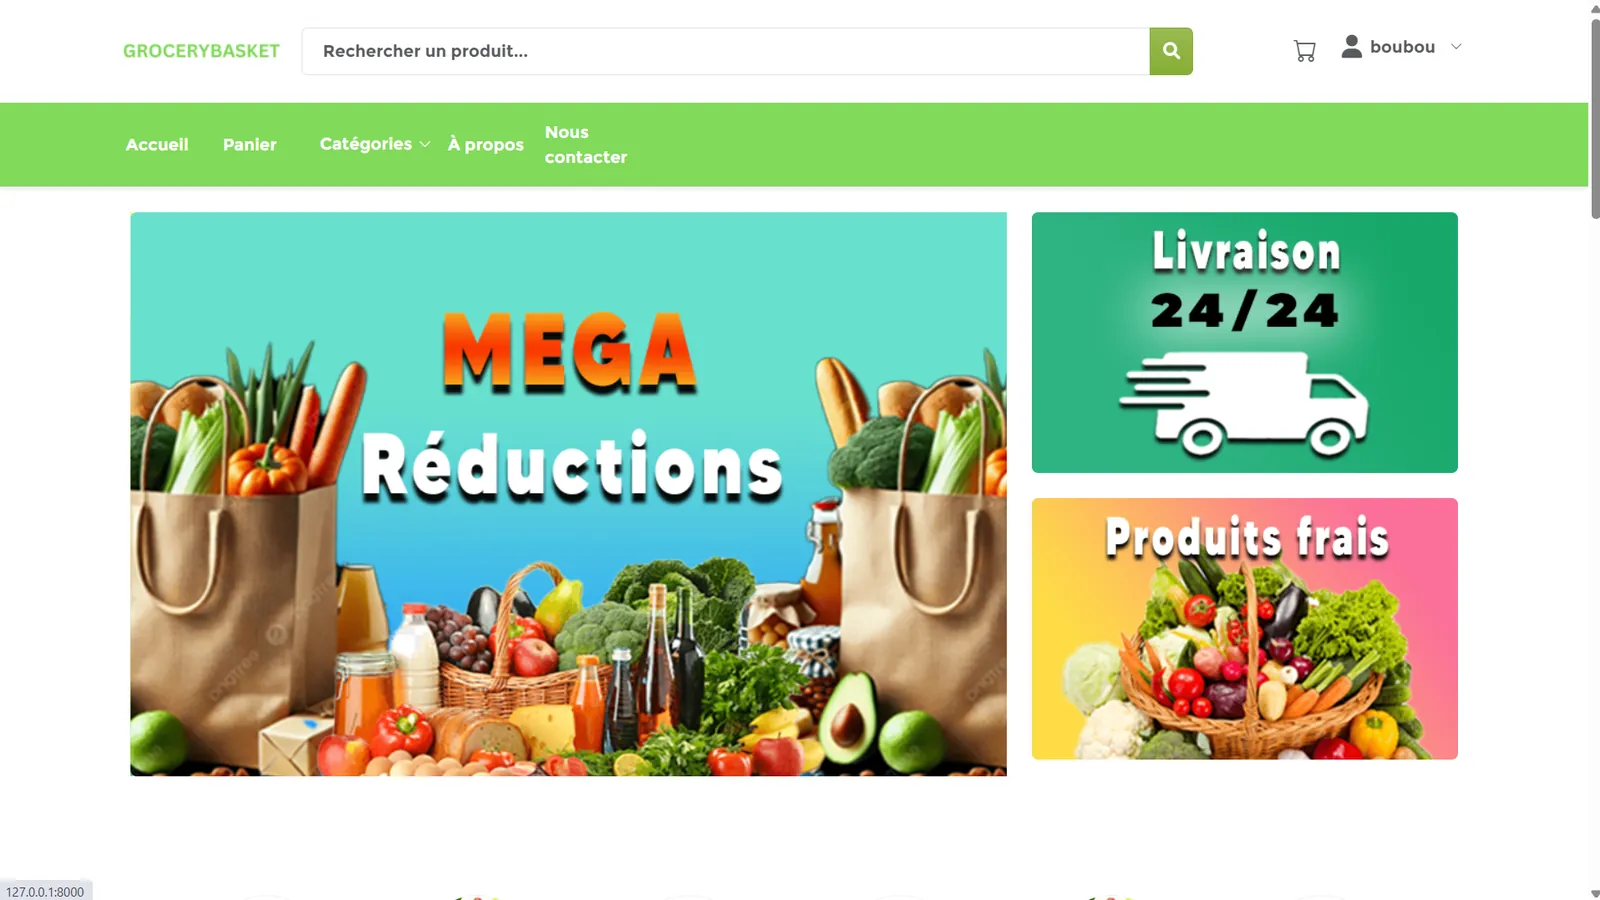 GROCERYBASKET
Rechercher un produit...
boubou
Accueil
Panier
Catégories
À propos
Nous
contacter
MEGA
Réductions
Livraison
24/24
Produits frais
127.0.0.1:8000